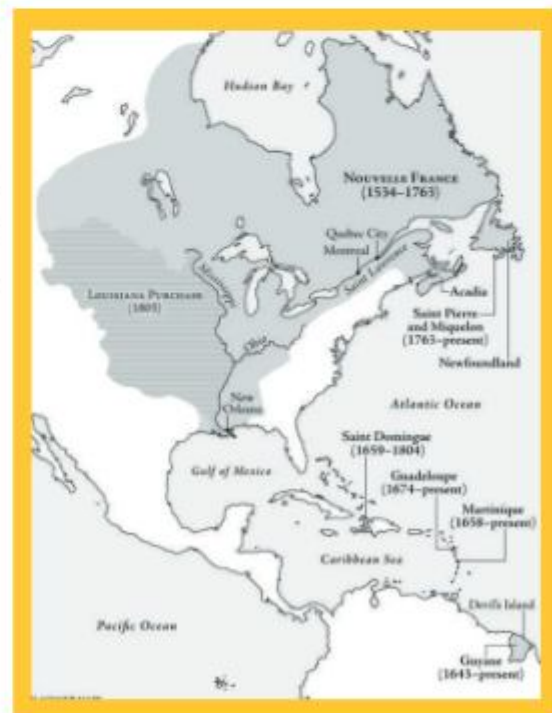 Hudson Bay
NOUVELLE FRANCE
(1534–1763)
Quebec City
Montreal
Saint Lawrence
Mississippi
LOUISIANA PURCHASE
(1803)
Acadia
Saint Pierre
and Miquelon
(1763–present)
Ohio
Newfoundland
New
Orleans
Atlantic Ocean
Saint Domingue
(1659–1804)
Gulf of Mexico
Guadeloupe
(1674–present)
Martinique
(1658–present)
Caribbean Sea
Devil's Island
Pacific Ocean
Guyane
(1643–present)